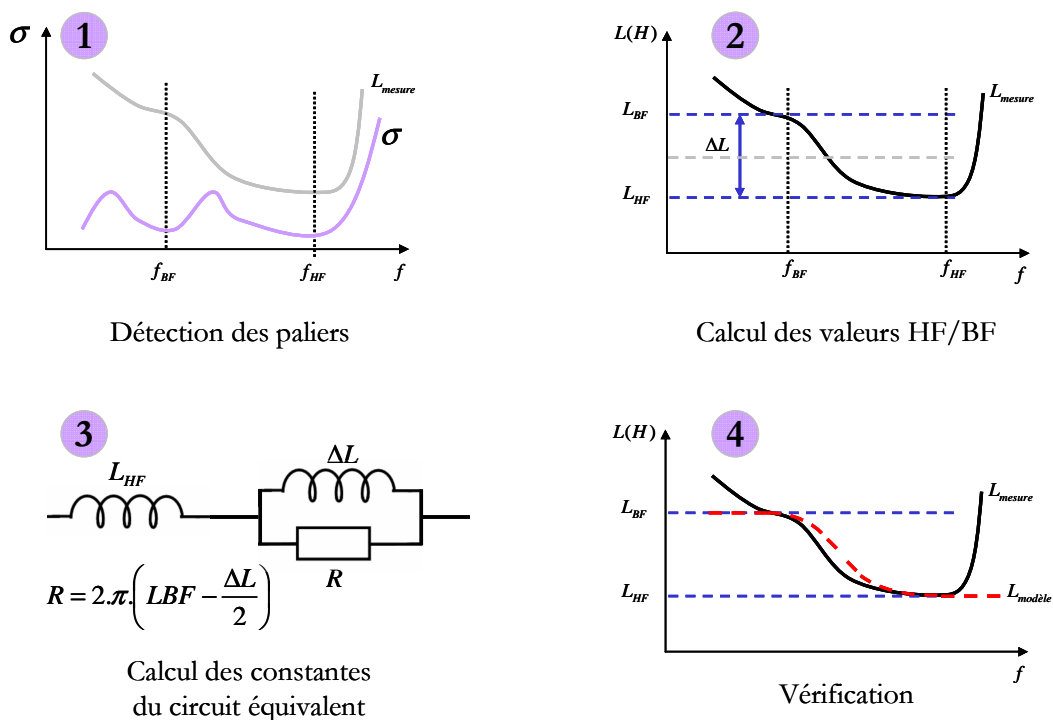 1
σ
L_mesure
σ
f_BF
f_HF
f
Détection des paliers
2
L(H)
L_mesure
L_BF
ΔL
L_HF
f_BF
f_HF
f
Calcul des valeurs HF/BF
3
L_HF
ΔL
R
R = 2.π.(LBF − ΔL/2)
Calcul des constantes
du circuit équivalent
4
L(H)
L_mesure
L_BF
L_HF
L_modèle
f
Vérification